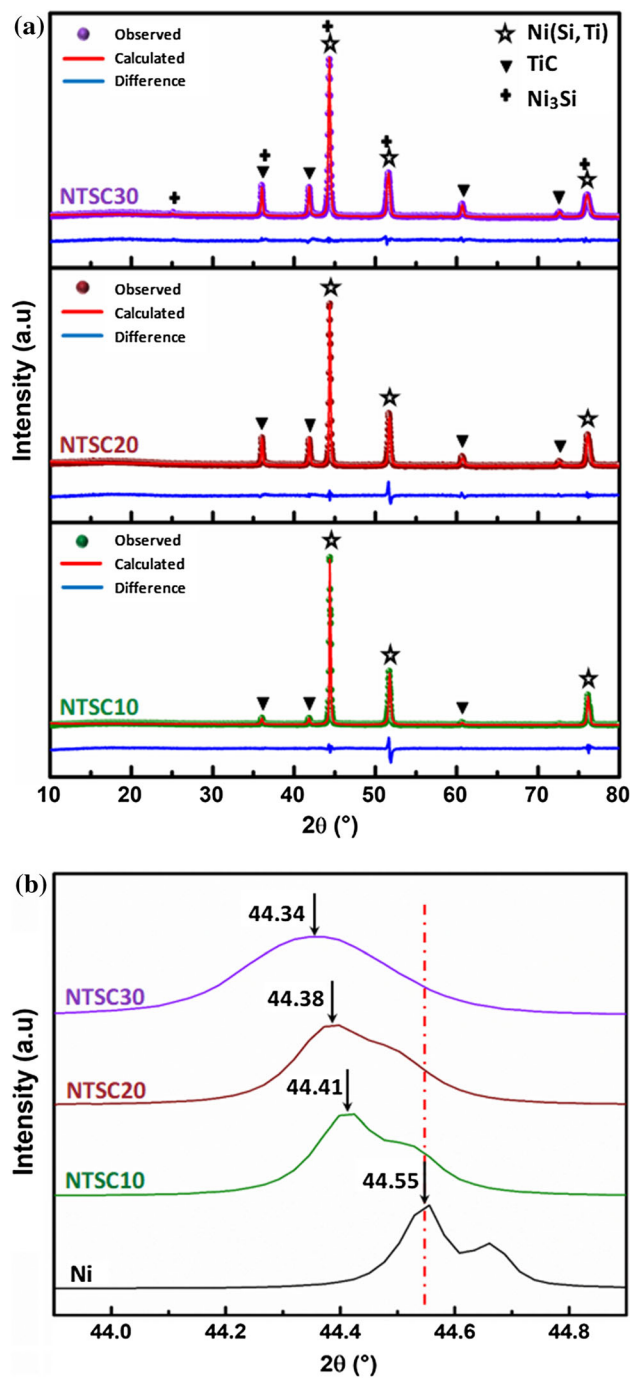 (a)
Observed
Calculated
Difference
Ni(Si,Ti)
TiC
Ni₃Si
NTSC30
Observed
Calculated
Difference
NTSC20
Observed
Calculated
Difference
NTSC10
Intensity (a.u)
10 20 30 40 50 60 70 80
2θ (°)
(b)
44.34
NTSC30
44.38
NTSC20
44.41
NTSC10
44.55
Ni
Intensity (a.u)
44.0 44.2 44.4 44.6 44.8
2θ (°)